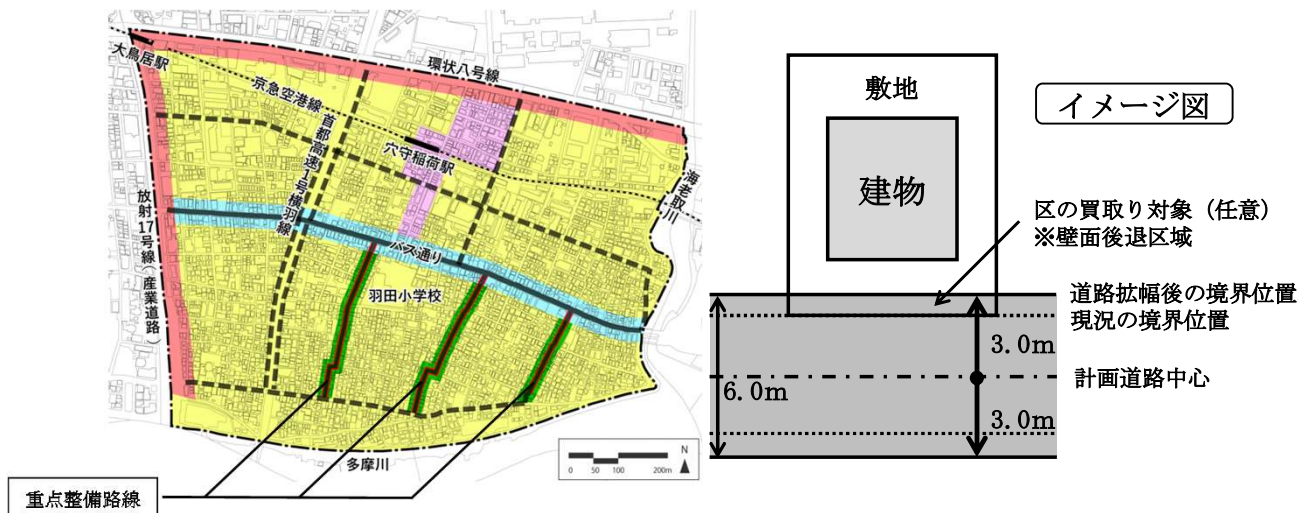 大鳥居駅
環状八号線
京急空港線
首都高速1号横羽線
穴守稲荷駅
海老取川
放射17号線(産業道路)
バス通り
羽田小学校
多摩川
0 50 100 200m
N
重点整備路線
イメージ図
敷地
建物
区の買取り対象（任意）
※壁面後退区域
道路拡幅後の境界位置
現況の境界位置
3.0m
計画道路中心
6.0m
3.0m